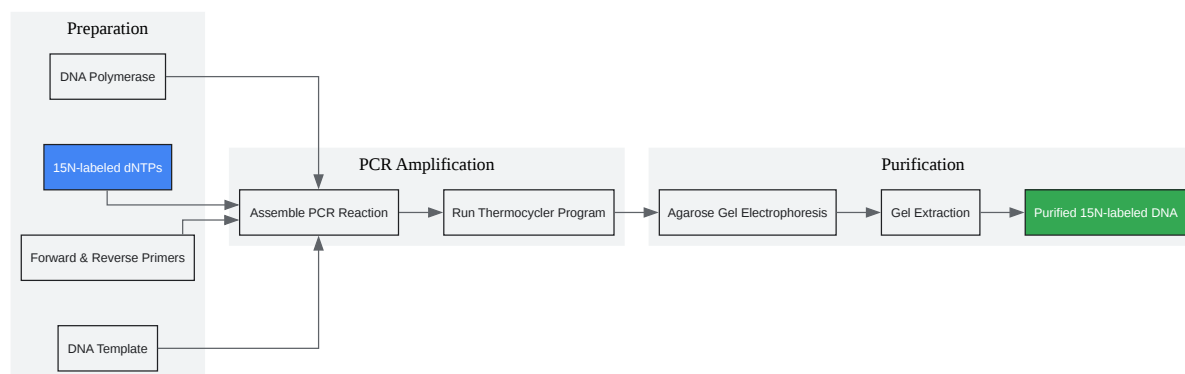 Preparation
DNA Polymerase
15N-labeled dNTPs
Forward & Reverse Primers
DNA Template
PCR Amplification
Assemble PCR Reaction
Run Thermocycler Program
Purification
Agarose Gel Electrophoresis
Gel Extraction
Purified 15N-labeled DNA